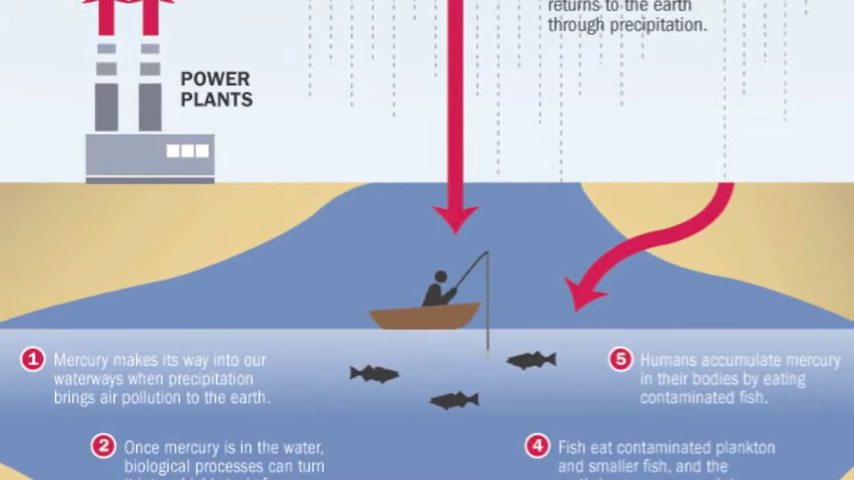 returns to the earth
through precipitation.
POWER
PLANTS
1 Mercury makes its way into our
waterways when precipitation
brings air pollution to the earth.
5 Humans accumulate mercury
in their bodies by eating
contaminated fish.
2 Once mercury is in the water,
biological processes can turn
4 Fish eat contaminated plankton
and smaller fish, and the